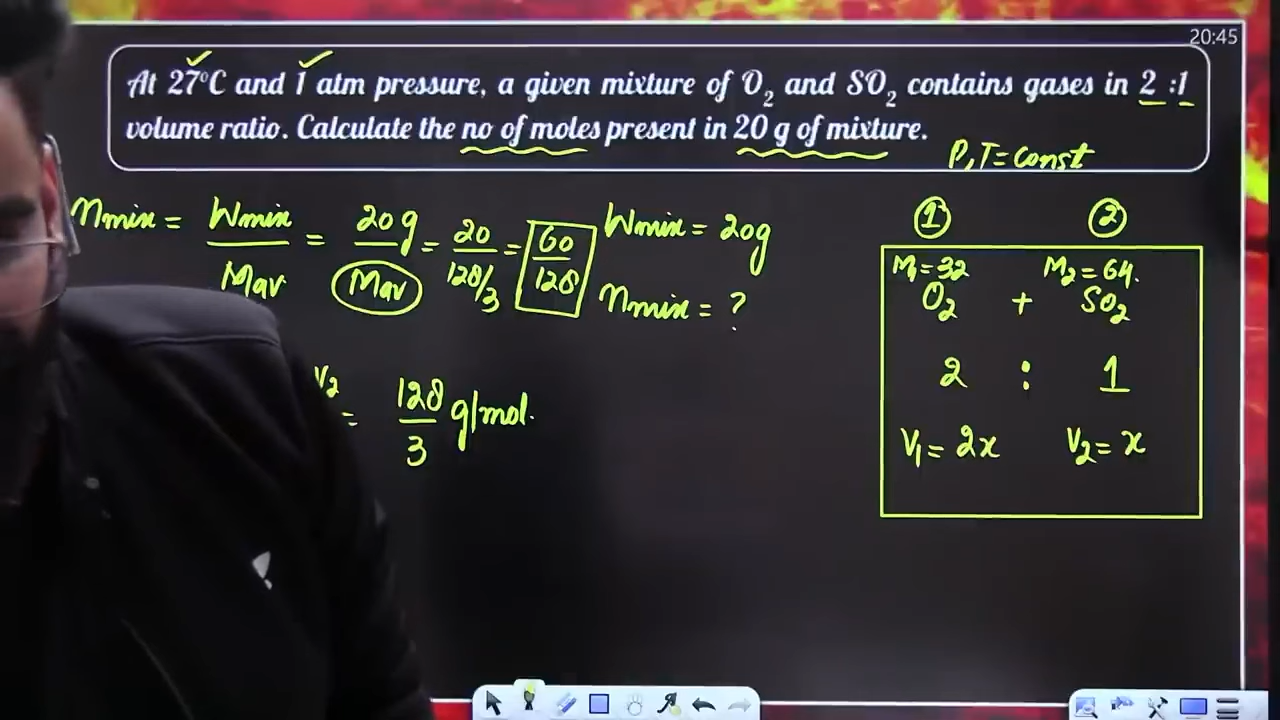 20:45
At 27°C and 1 atm pressure, a given mixture of O₂ and SO₂ contains gases in 2 :1
volume ratio. Calculate the no of moles present in 20 g of mixture.
P,T=const
nmix = Wmix / Mav = 20g / Mav = 20 / 128/3 = 60 / 128
Wmix = 20g
nmix = ?
V₂
= 128 / 3 g/mol.
① ②
M₁=32 M₂=64.
O₂ + SO₂
2 : 1
V₁= 2x V₂= x